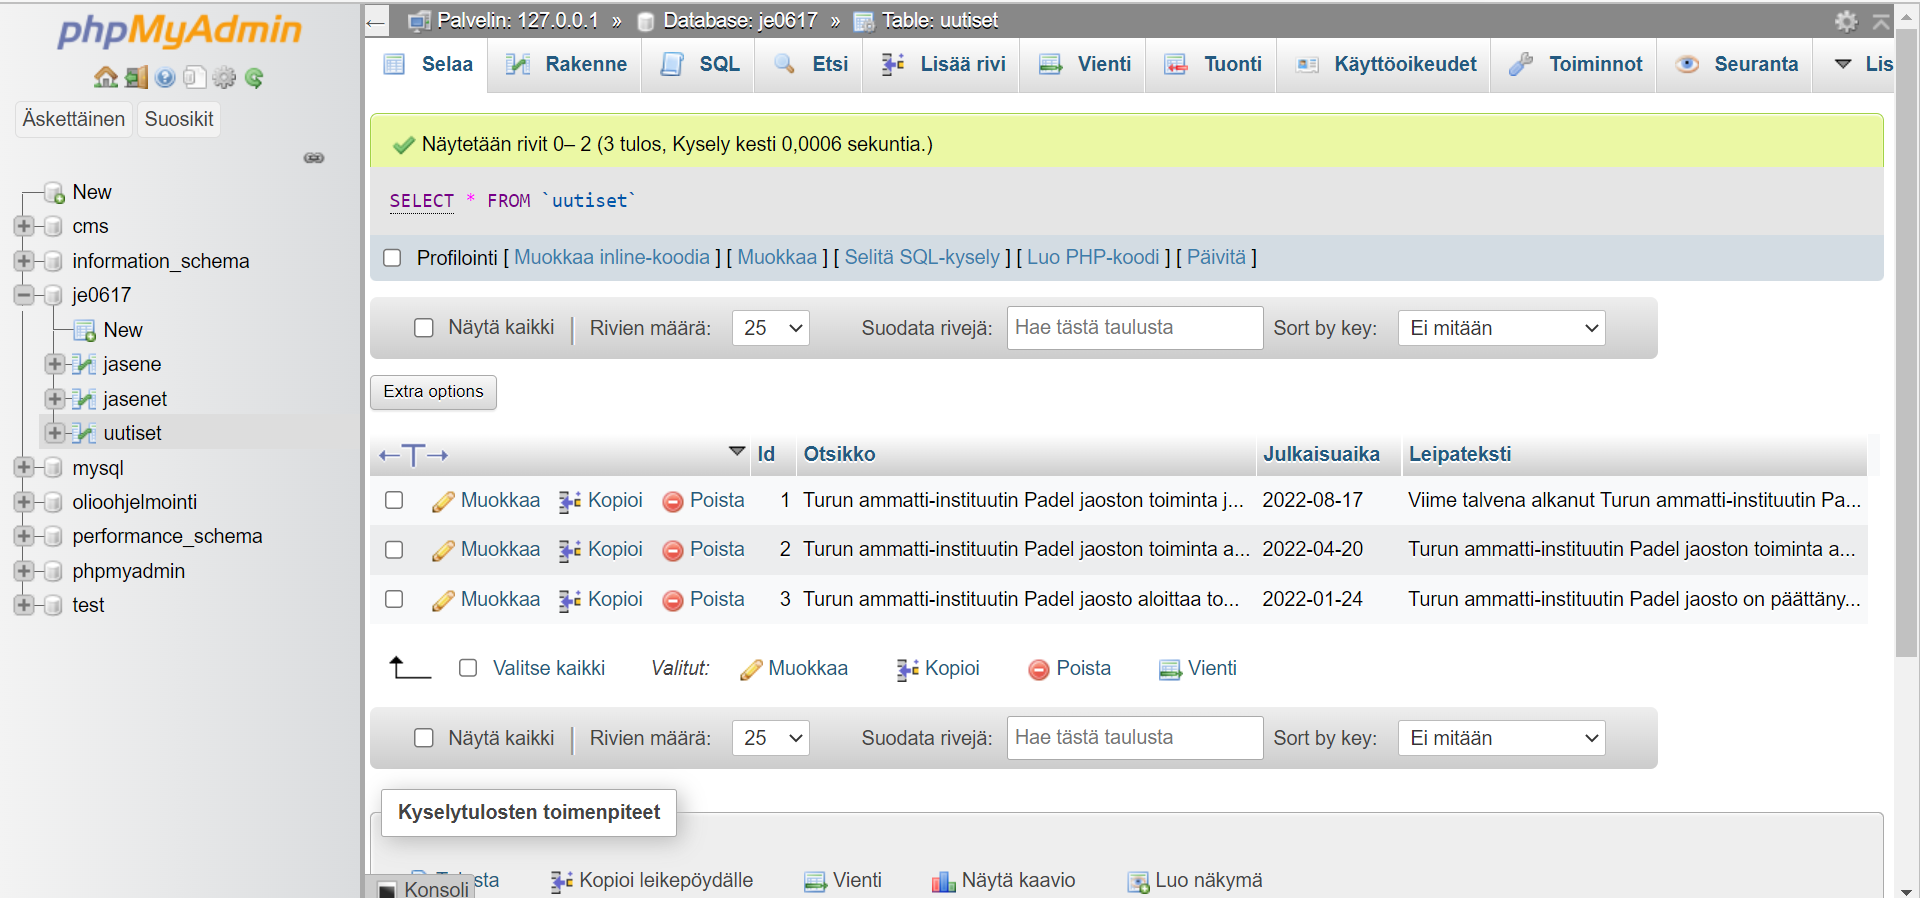 phpMyAdmin
Äskettäinen Suosikit
New
cms
information_schema
je0617
New
jasene
jasenet
uutiset
mysql
olioohjelmointi
performance_schema
phpmyadmin
test
Palvelin: 127.0.0.1 » Database: je0617 » Table: uutiset
Selaa Rakenne SQL Etsi Lisää rivi Vienti Tuonti Käyttöoikeudet Toiminnot Seuranta Lis
Näytetään rivit 0– 2 (3 tulos, Kysely kesti 0,0006 sekuntia.)
SELECT * FROM `uutiset`
Profilointi [ Muokkaa inline-koodia ] [ Muokkaa ] [ Selitä SQL-kysely ] [ Luo PHP-koodi ] [ Päivitä ]
Näytä kaikki Rivien määrä: 25 Suodata rivejä: Hae tästä taulusta Sort by key: Ei mitään
Extra options
Id Otsikko Julkaisuaika Leipateksti
Muokkaa Kopioi Poista 1 Turun ammatti-instituutin Padel jaoston toiminta j... 2022-08-17 Viime talvena alkanut Turun ammatti-instituutin Pa...
Muokkaa Kopioi Poista 2 Turun ammatti-instituutin Padel jaoston toiminta a... 2022-04-20 Turun ammatti-instituutin Padel jaoston toiminta a...
Muokkaa Kopioi Poista 3 Turun ammatti-instituutin Padel jaosto aloittaa to... 2022-01-24 Turun ammatti-instituutin Padel jaosto on päättäny...
Valitse kaikki Valitut: Muokkaa Kopioi Poista Vienti
Näytä kaikki Rivien määrä: 25 Suodata rivejä: Hae tästä taulusta Sort by key: Ei mitään
Kyselytulosten toimenpiteet
Kopioi leikepöydälle Vienti Näytä kaavio Luo näkymä
Konsoli